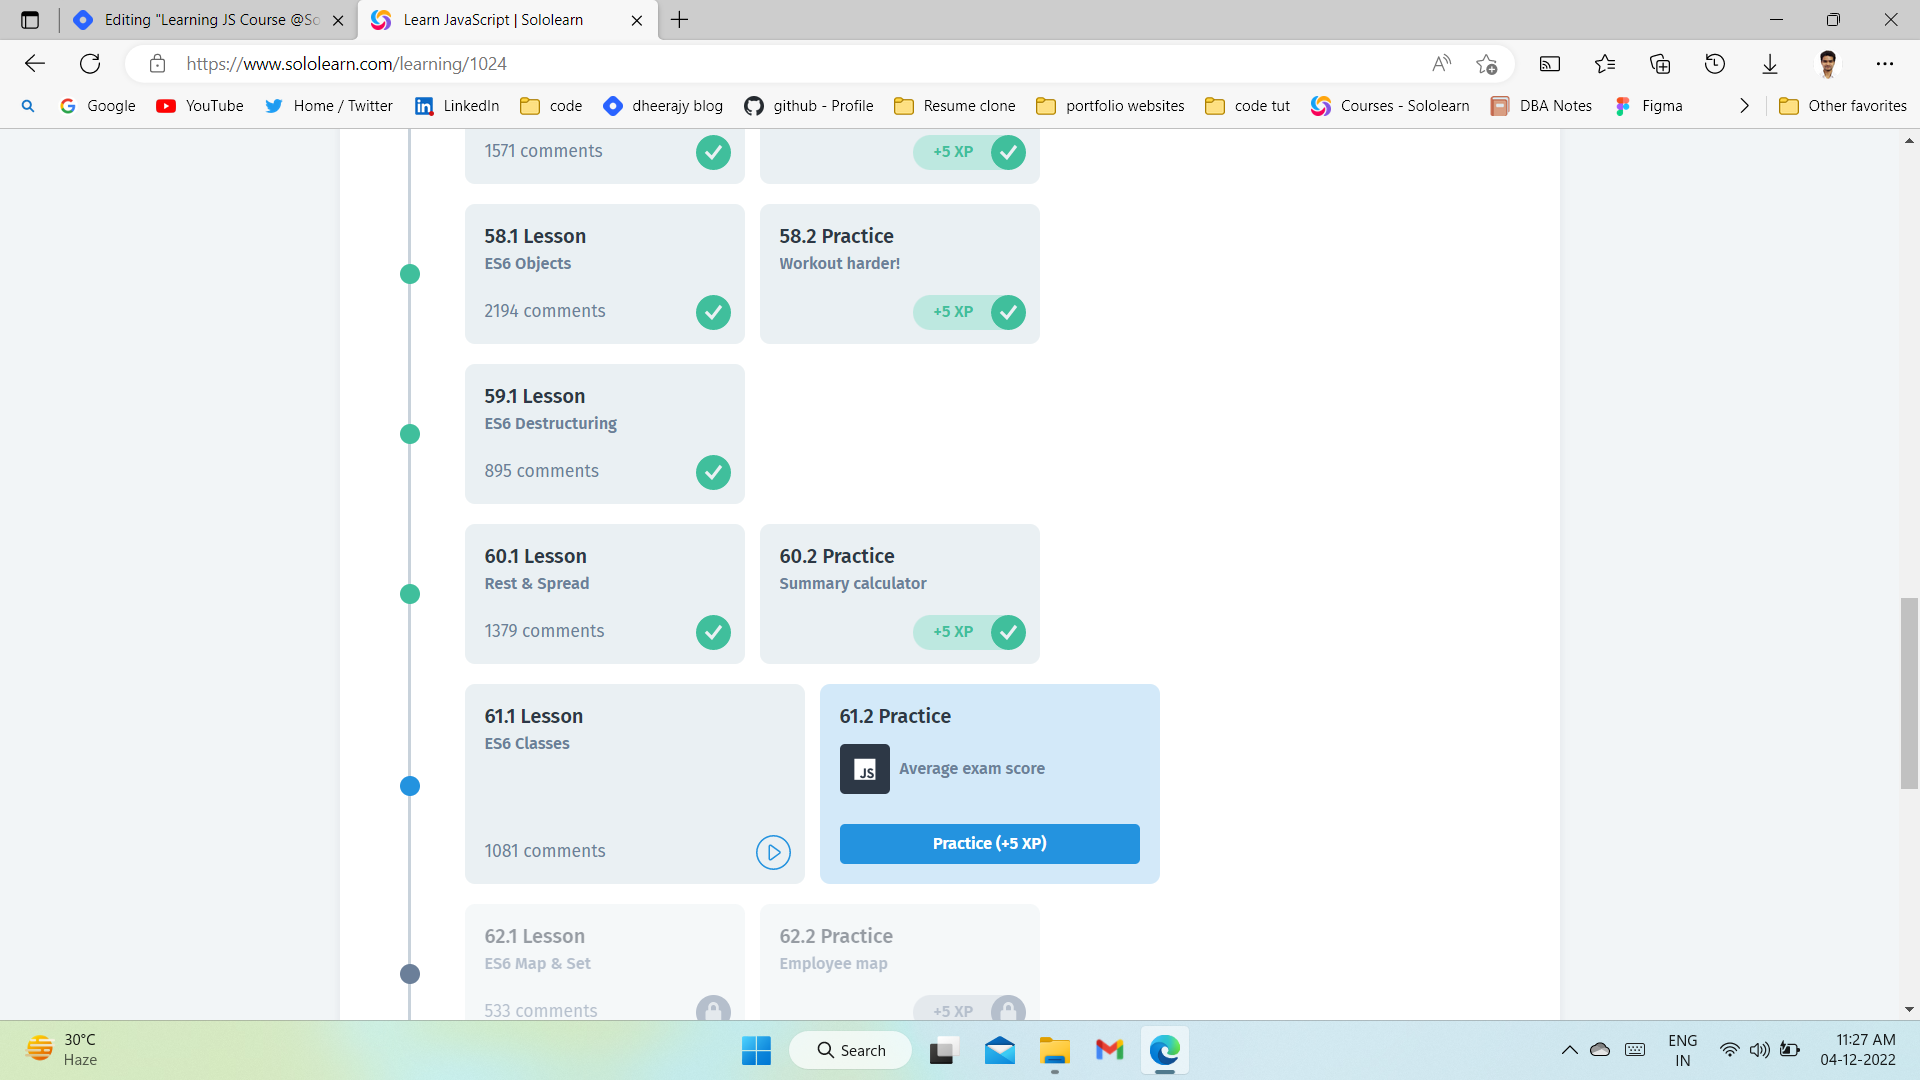 Editing "Learning JS Course @So
Learn JavaScript | Sololearn
https://www.sololearn.com/learning/1024
Google
YouTube
Home / Twitter
LinkedIn
code
dheerajy blog
github - Profile
Resume clone
portfolio websites
code tut
Courses - Sololearn
DBA Notes
Figma
Other favorites
1571 comments
+5 XP
58.1 Lesson
ES6 Objects
2194 comments
58.2 Practice
Workout harder!
+5 XP
59.1 Lesson
ES6 Destructuring
895 comments
60.1 Lesson
Rest & Spread
1379 comments
60.2 Practice
Summary calculator
+5 XP
61.1 Lesson
ES6 Classes
1081 comments
61.2 Practice
JS
Average exam score
Practice (+5 XP)
62.1 Lesson
ES6 Map & Set
533 comments
62.2 Practice
Employee map
+5 XP
30°C
Haze
Search
ENG
IN
11:27 AM
04-12-2022